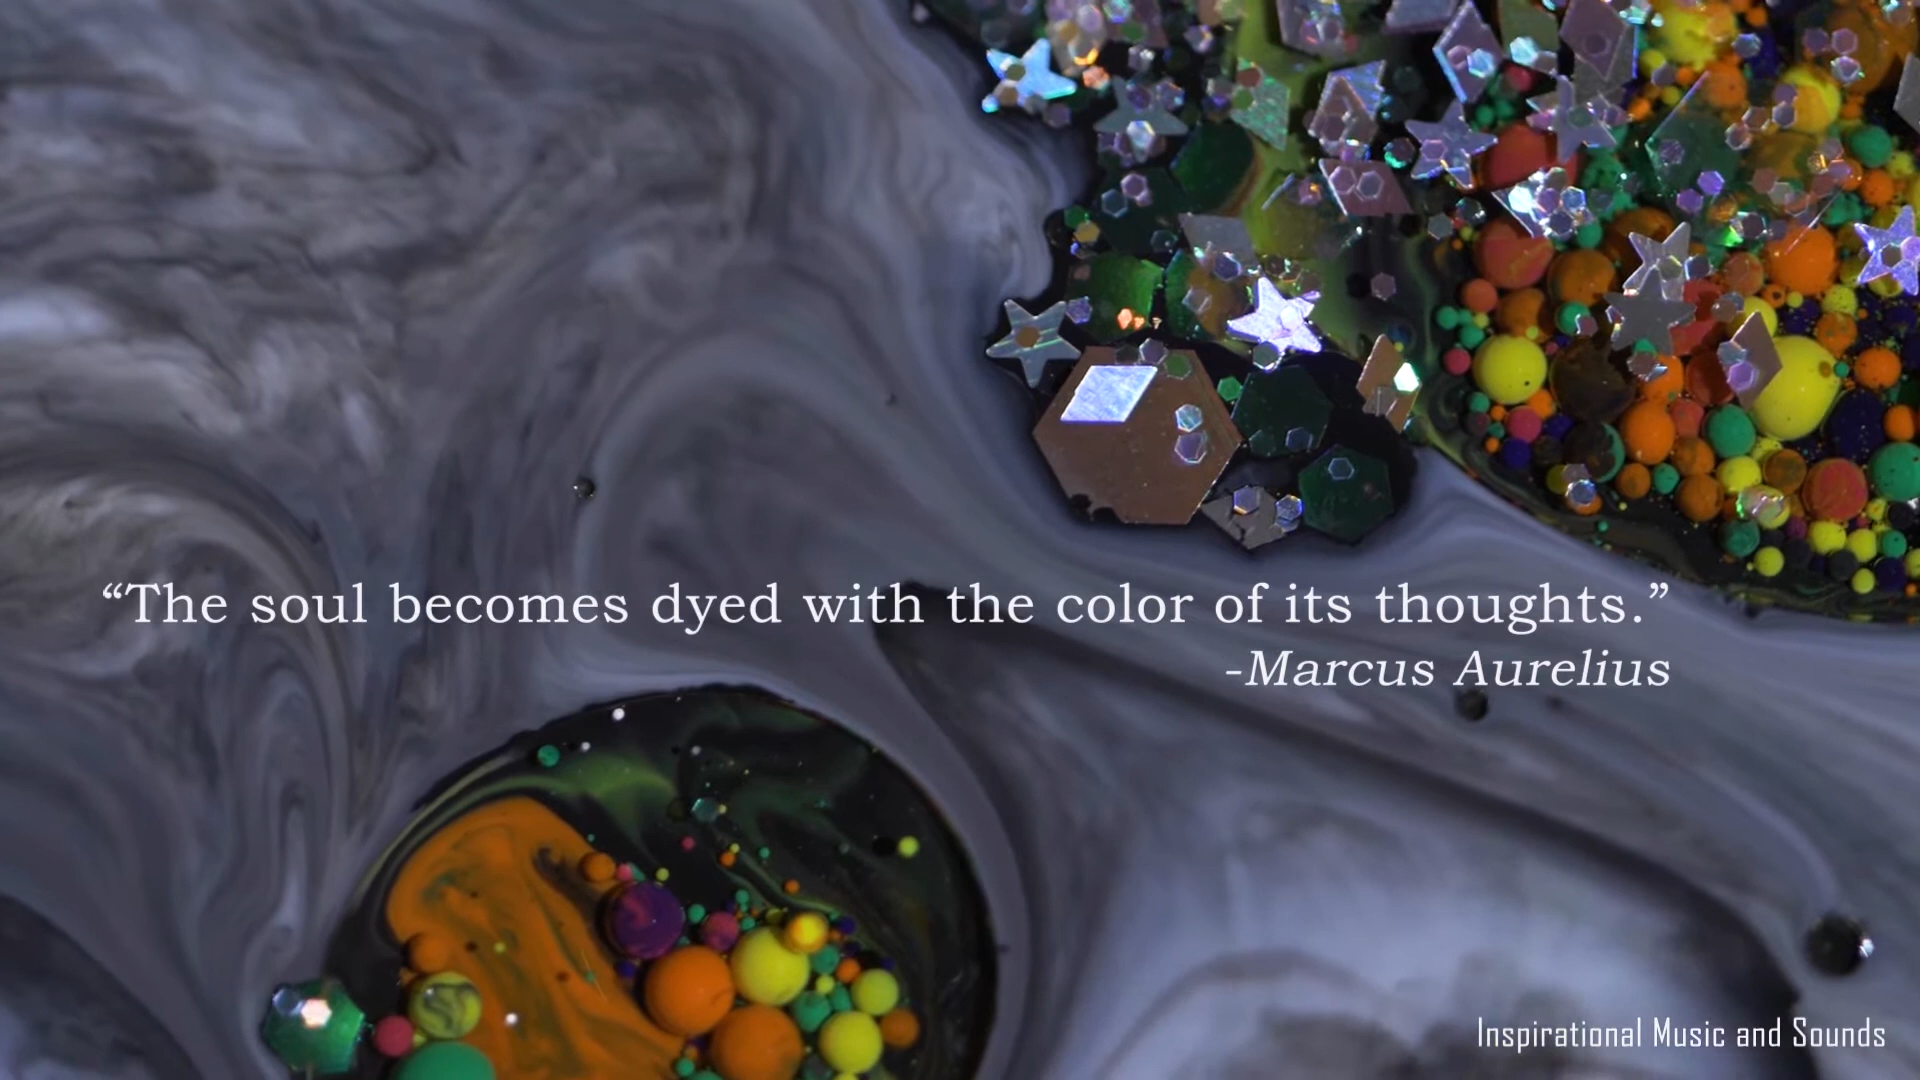 “The soul becomes dyed with the color of its thoughts.”
-Marcus Aurelius
Inspirational Music and Sounds